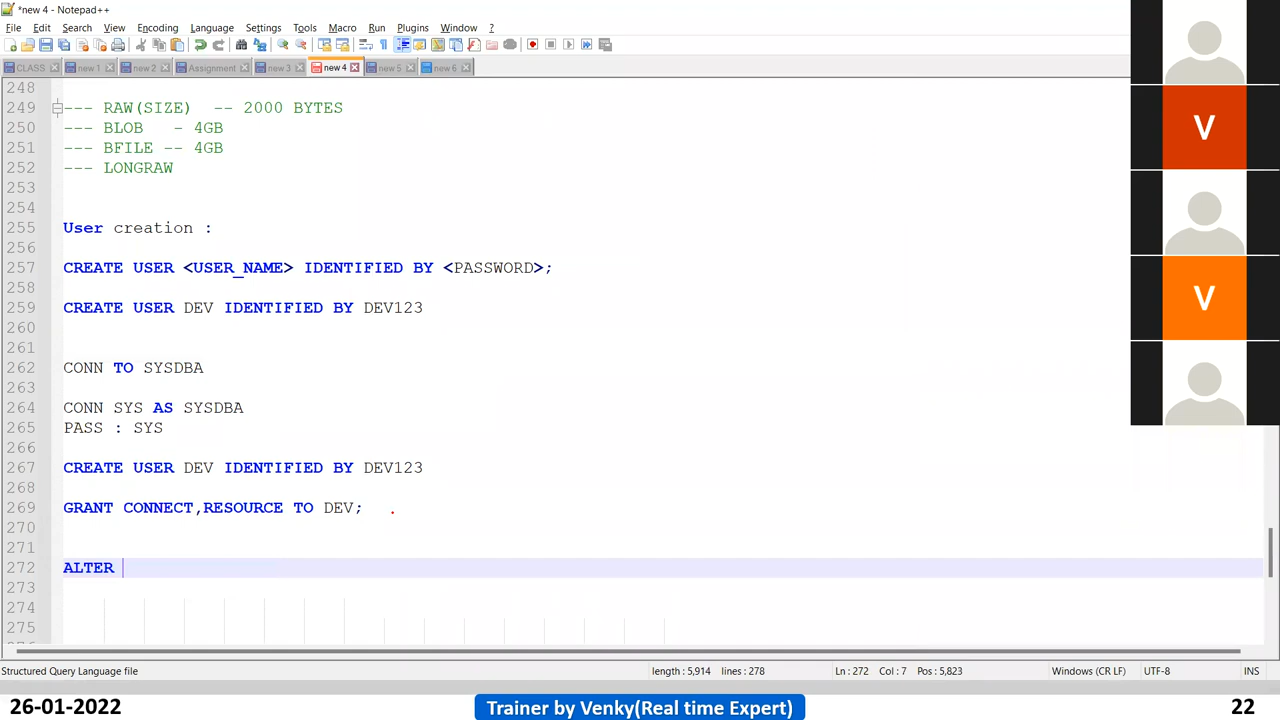 *new 4 - Notepad++
File Edit Search View Encoding Language Settings Tools Macro Run Plugins Window ?
CLASS new 1 new 2 Assignment new 3 new 4 new 5 new 6
248
249 --- RAW(SIZE) -- 2000 BYTES
250 --- BLOB - 4GB
251 --- BFILE -- 4GB
252 --- LONGRAW
253
254
255 User creation :
256
257 CREATE USER <USER_NAME> IDENTIFIED BY <PASSWORD>;
258
259 CREATE USER DEV IDENTIFIED BY DEV123
260
261
262 CONN TO SYSDBA
263
264 CONN SYS AS SYSDBA
265 PASS : SYS
266
267 CREATE USER DEV IDENTIFIED BY DEV123
268
269 GRANT CONNECT,RESOURCE TO DEV;
270
271
272 ALTER
273
274
275
V
V
Structured Query Language file length : 5,914 lines : 278 Ln : 272 Col : 7 Pos : 5,823 Windows (CR LF) UTF-8 INS
26-01-2022 Trainer by Venky(Real time Expert) 22